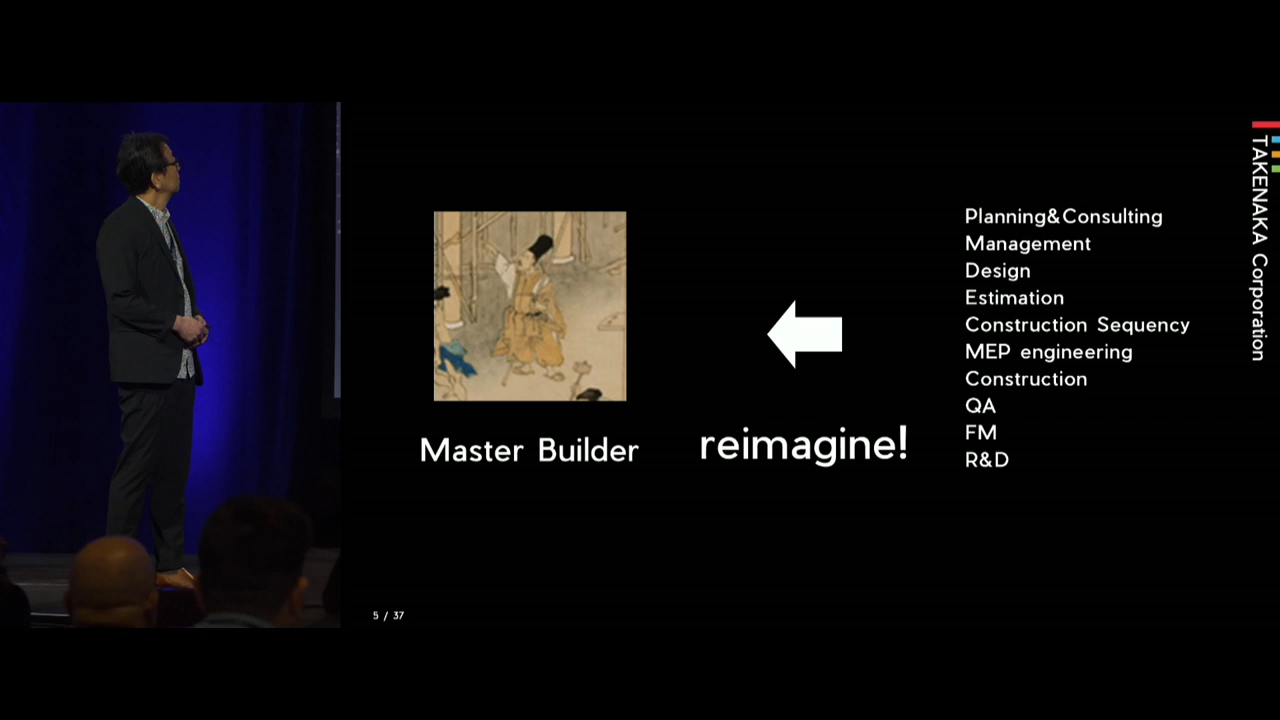 Master Builder
reimagine!
Planning&Consulting
Management
Design
Estimation
Construction Sequency
MEP engineering
Construction
QA
FM
R&D
TAKENAKA Corporation
5 / 37